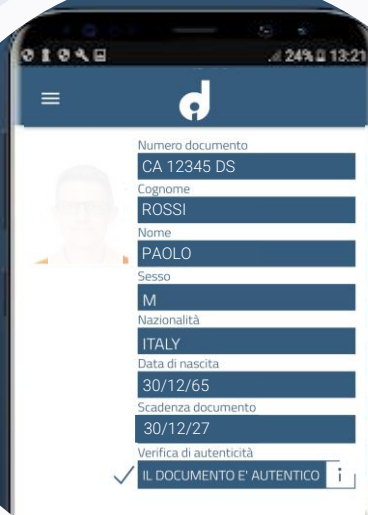 24% 13:21
Numero documento
CA 12345 DS
Cognome
ROSSI
Nome
PAOLO
Sesso
M
Nazionalità
ITALY
Data di nascita
30/12/65
Scadenza documento
30/12/27
Verifica di autenticità
IL DOCUMENTO E' AUTENTICO i